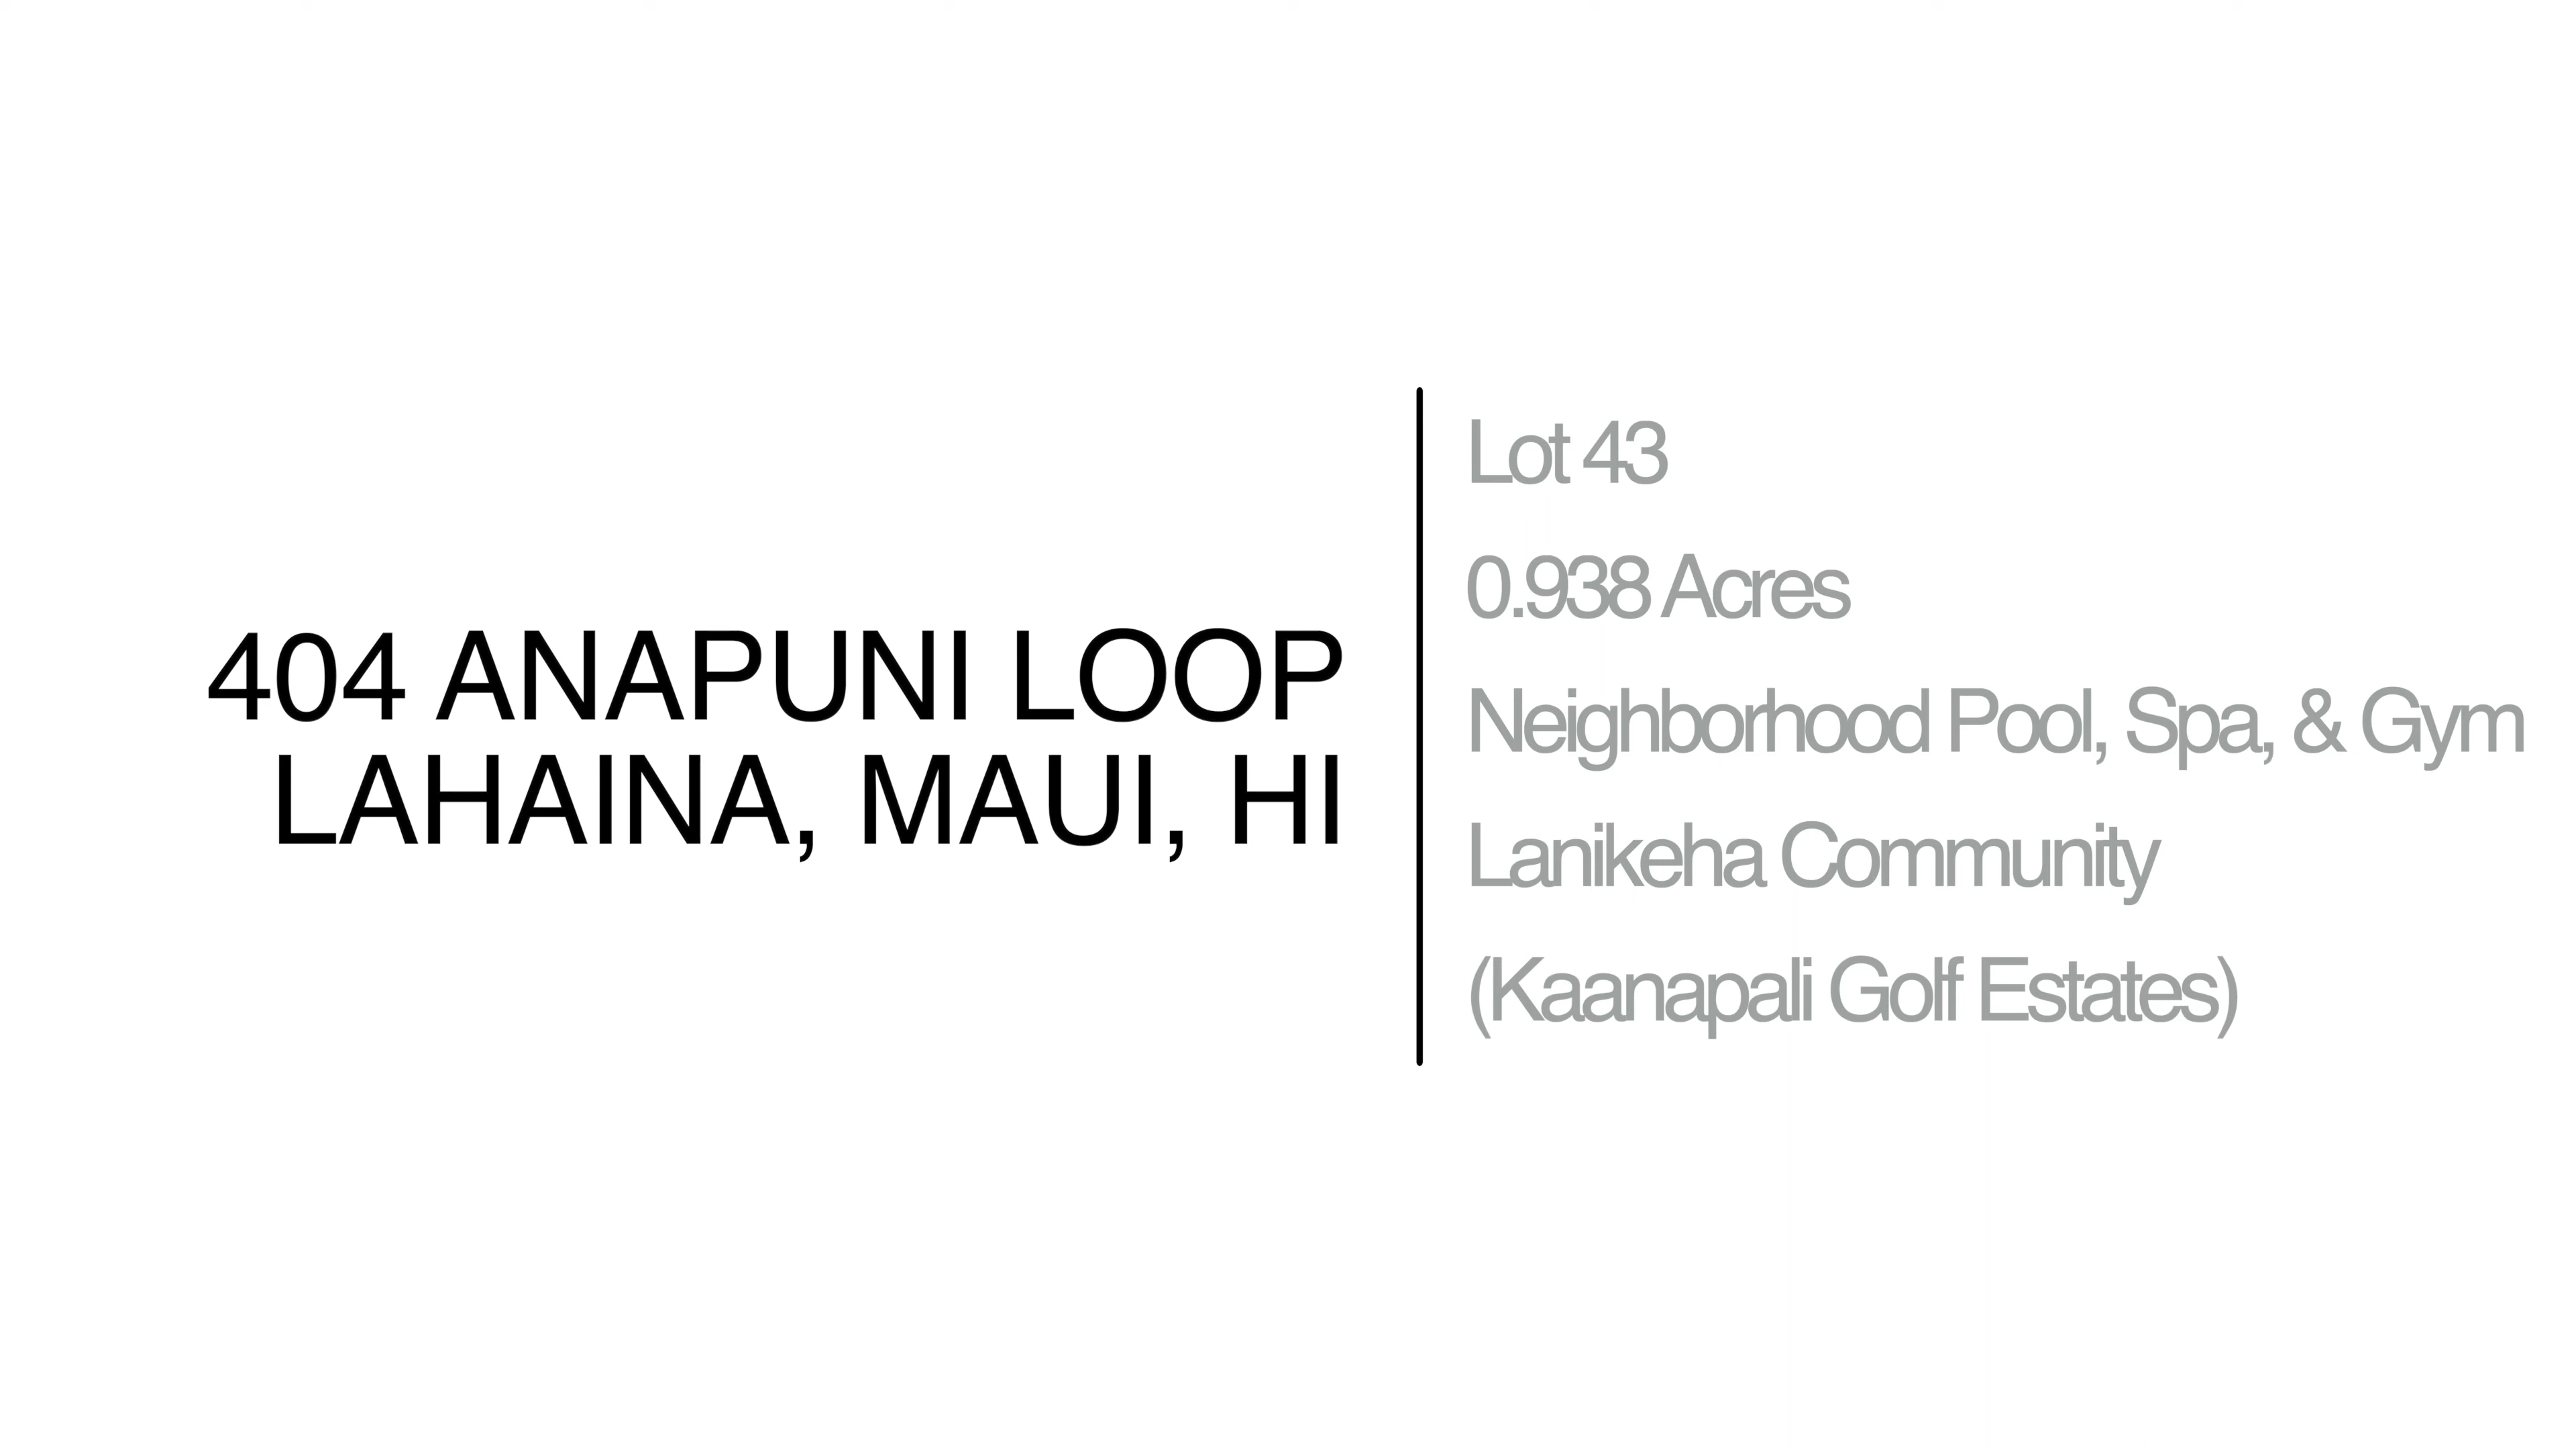 404 ANAPUNI LOOP
LAHAINA, MAUI, HI
Lot 43
0.938 Acres
Neighborhood Pool, Spa, & Gym
Lanikeha Community
(Kaanapali Golf Estates)